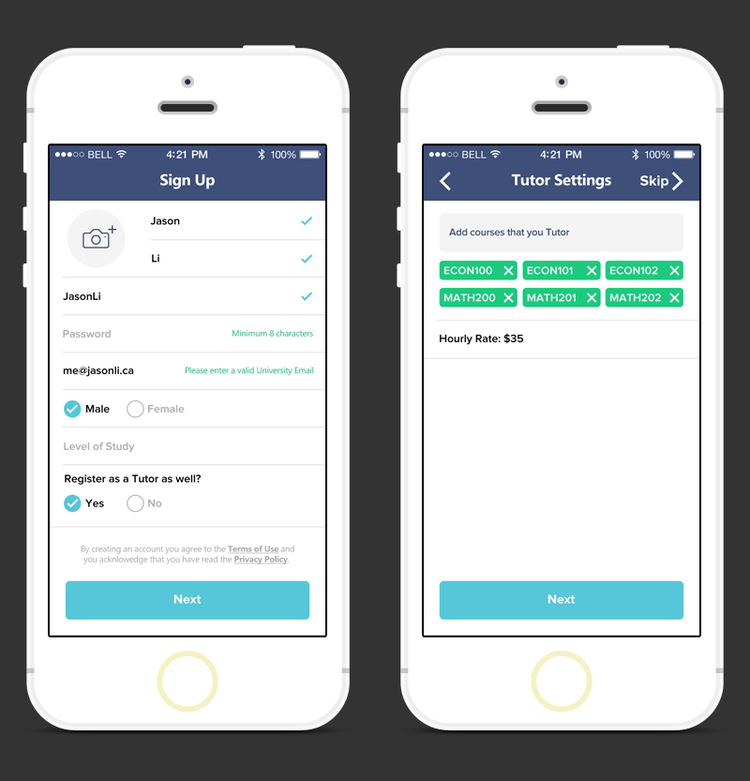 BELL 4:21 PM 100%
Sign Up
Jason
Li
JasonLi
Password Minimum 8 characters
me@jasonli.ca Please enter a valid University Email
Male Female
Level of Study
Register as a Tutor as well?
Yes No
By creating an account you agree to the Terms of Use and
you acknlowedge that you have read the Privacy Policy.
Next
BELL 4:21 PM 100%
Tutor Settings Skip
Add courses that you Tutor
ECON100 ECON101 ECON102
MATH200 MATH201 MATH202
Hourly Rate: $35
Next